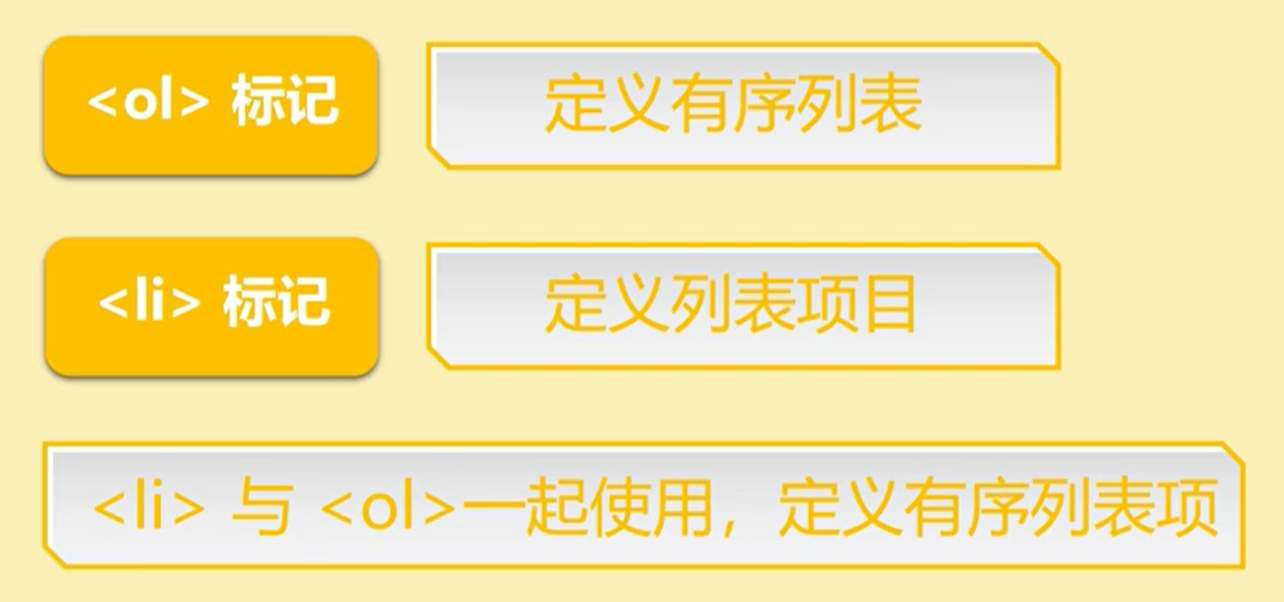 <ol> 标记
定义有序列表
<li> 标记
定义列表项目
<li> 与 <ol>一起使用，定义有序列表项